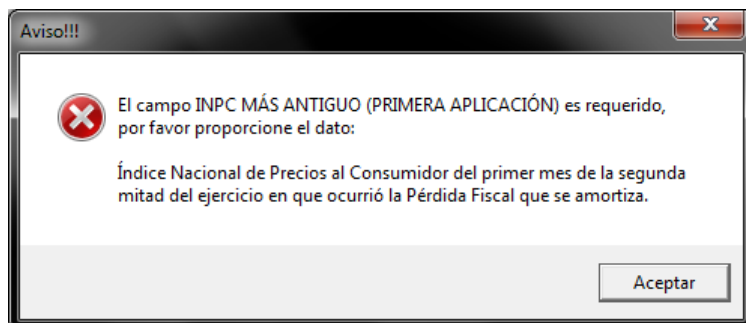 Aviso!!!
El campo INPC MÁS ANTIGUO (PRIMERA APLICACIÓN) es requerido,
por favor proporcione el dato:
Índice Nacional de Precios al Consumidor del primer mes de la segunda
mitad del ejercicio en que ocurrió la Pérdida Fiscal que se amortiza.
Aceptar